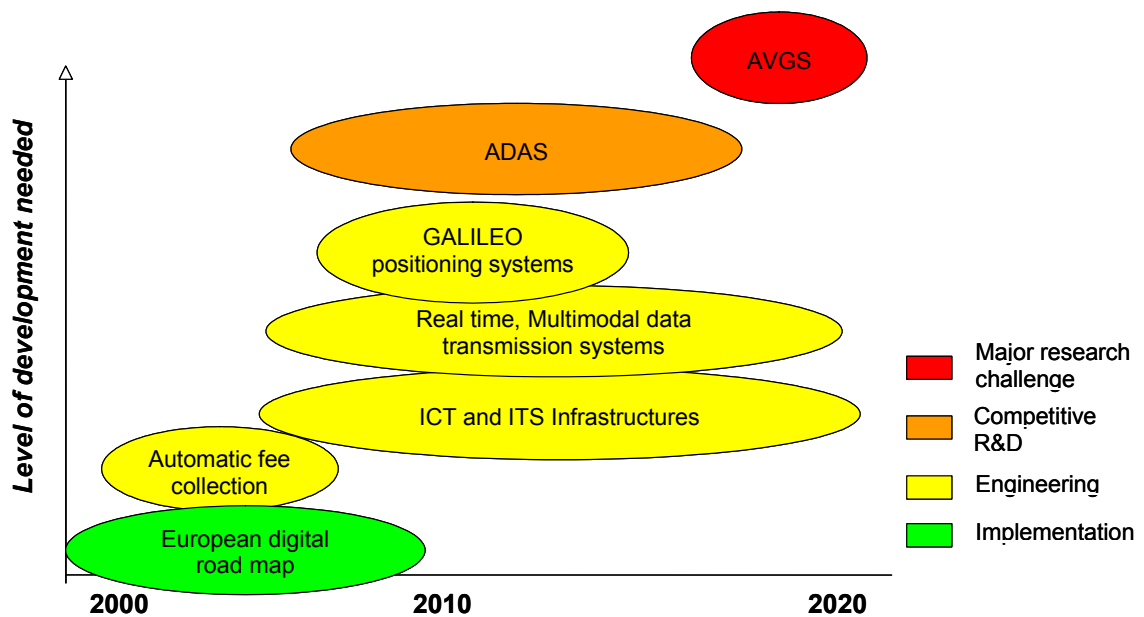 AVGS
ADAS
GALILEO
positioning systems
Real time, Multimodal data
transmission systems
ICT and ITS Infrastructures
Automatic fee
collection
European digital
road map
Level of development needed
2000
2010
2020
Major research
challenge
Competitive
R&D
Engineering
Implementation